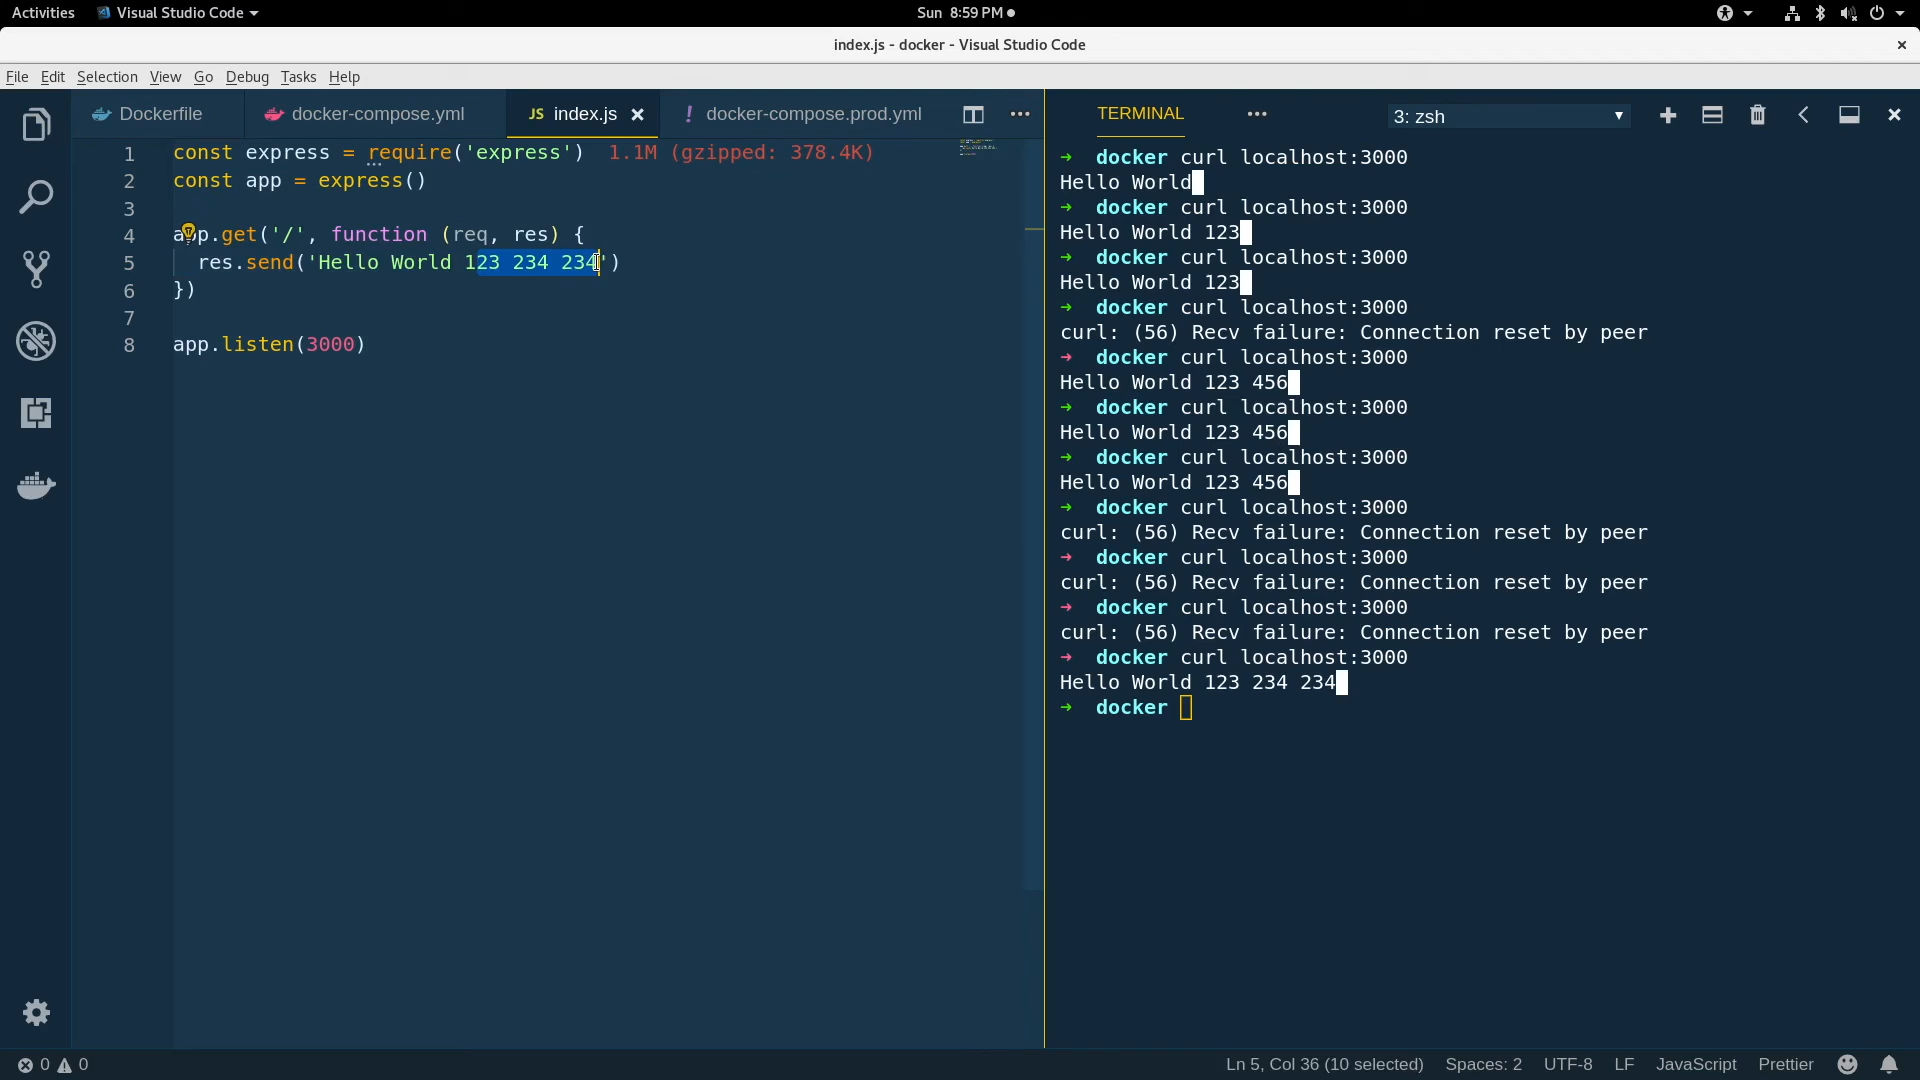 Activities Visual Studio Code Sun 8:59 PM
index.js - docker - Visual Studio Code
File Edit Selection View Go Debug Tasks Help
Dockerfile docker-compose.yml JS index.js ! docker-compose.prod.yml
TERMINAL 3: zsh
1 const express = require('express') 1.1M (gzipped: 378.4K)
2 const app = express()
3
4 app.get('/', function (req, res) {
5 res.send('Hello World 123 234 234')
6 })
7
8 app.listen(3000)
➜ docker curl localhost:3000
Hello World
➜ docker curl localhost:3000
Hello World 123
➜ docker curl localhost:3000
Hello World 123
➜ docker curl localhost:3000
curl: (56) Recv failure: Connection reset by peer
➜ docker curl localhost:3000
Hello World 123 456
➜ docker curl localhost:3000
Hello World 123 456
➜ docker curl localhost:3000
Hello World 123 456
➜ docker curl localhost:3000
curl: (56) Recv failure: Connection reset by peer
➜ docker curl localhost:3000
curl: (56) Recv failure: Connection reset by peer
➜ docker curl localhost:3000
curl: (56) Recv failure: Connection reset by peer
➜ docker curl localhost:3000
Hello World 123 234 234
➜ docker
0 0 Ln 5, Col 36 (10 selected) Spaces: 2 UTF-8 LF JavaScript Prettier